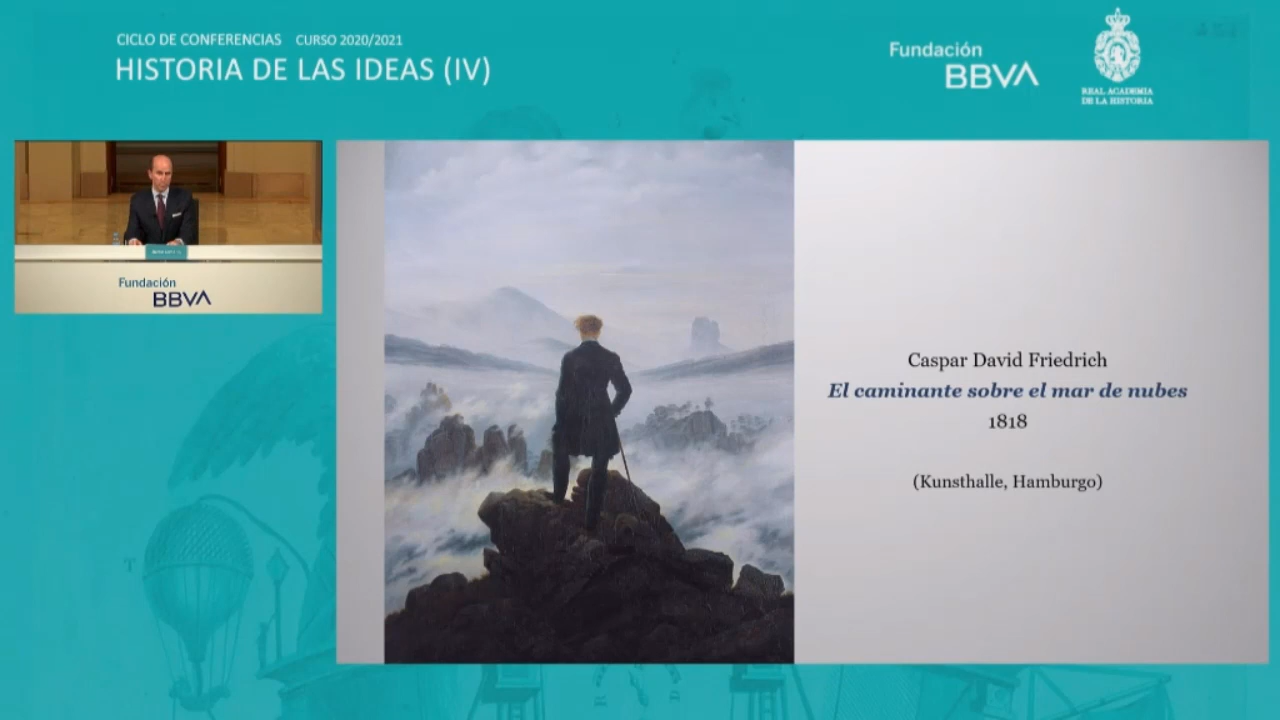 CICLO DE CONFERENCIAS CURSO 2020/2021
HISTORIA DE LAS IDEAS (IV)
Fundación
BBVA
REAL ACADEMIA
DE LA HISTORIA
Fundación
BBVA
Caspar David Friedrich
El caminante sobre el mar de nubes
1818
(Kunsthalle, Hamburgo)